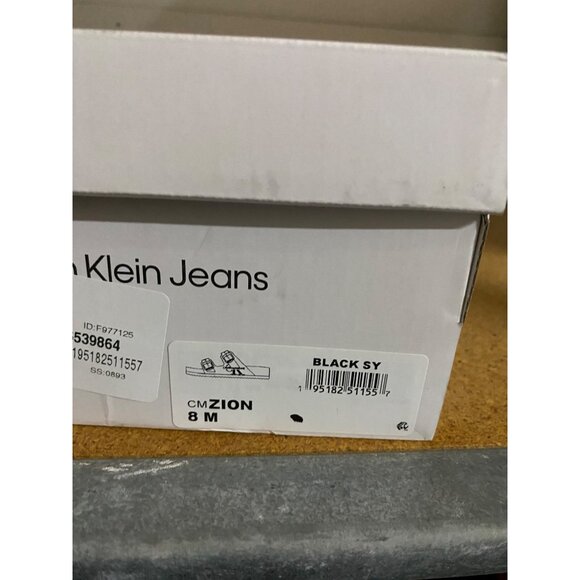 n Klein Jeans
ID:F977125
539864
195182511557
SS:0893
BLACK SY
1 95182 51155 7
CMZION
8 M